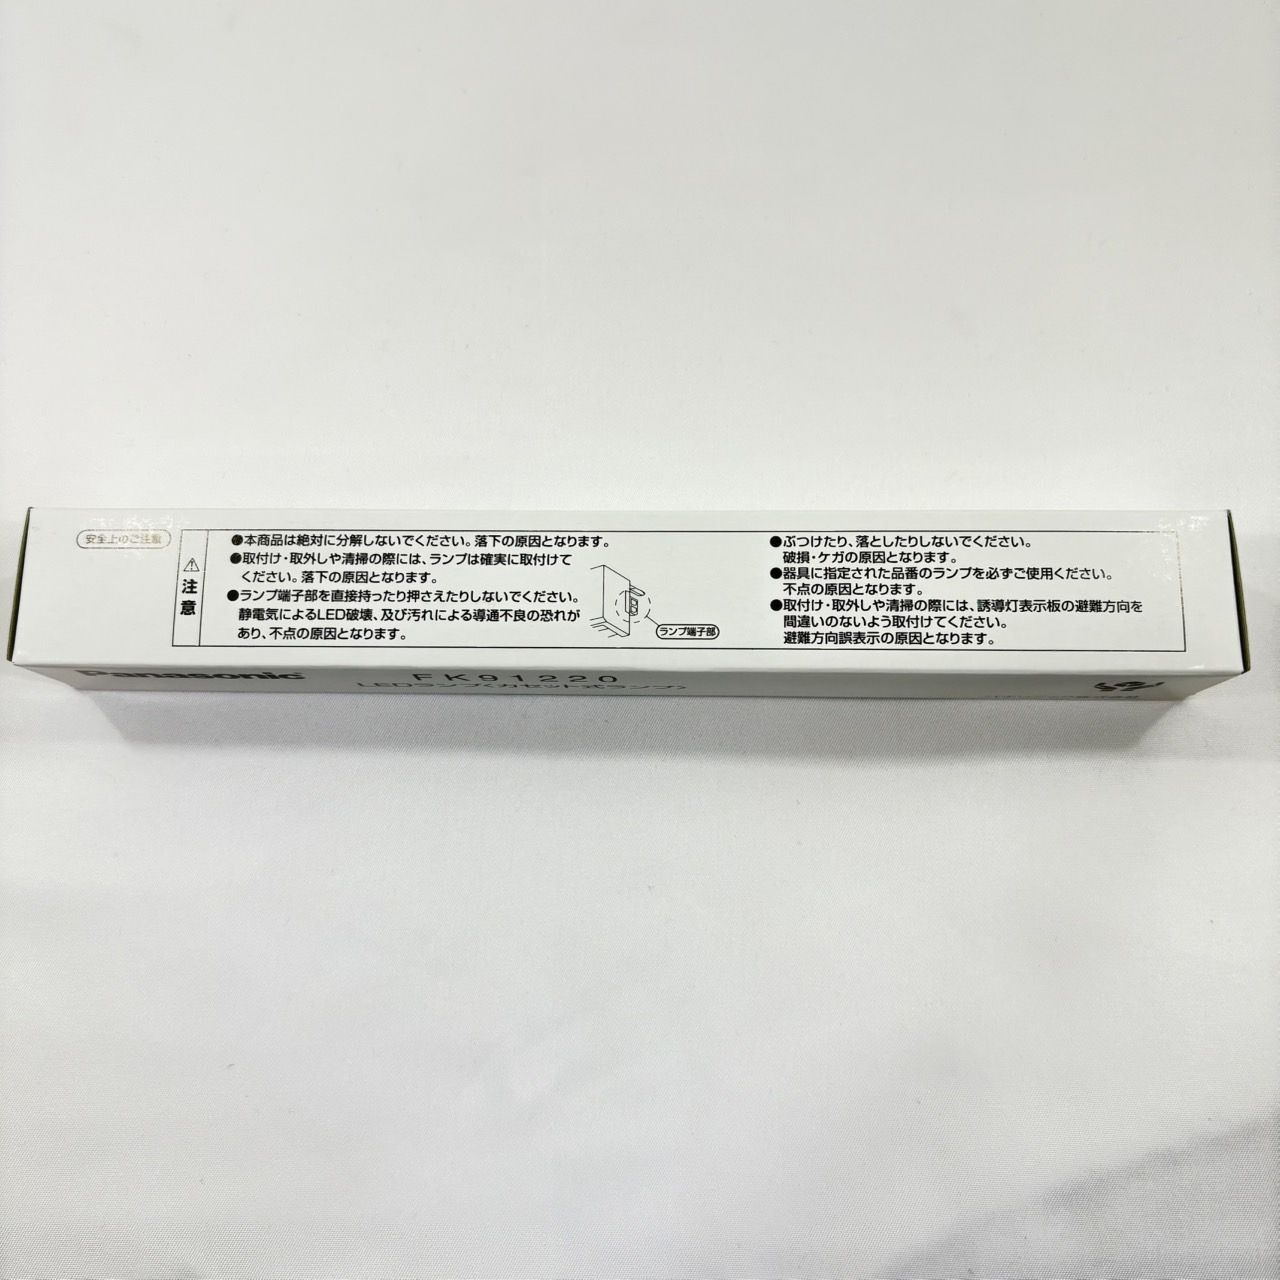 安全上のご注意
注意
●本商品は絶対に分解しないでください。落下の原因となります。
●取付け・取外しや清掃の際には、ランプは確実に取付けて
ください。落下の原因となります。
●ランプ端子部を直接持ったり押さえたりしないでください。
静電気によるLED破壊、及び汚れによる導通不良の恐れが
あり、不点の原因となります。
ランプ端子部
●ぶつけたり、落としたりしないでください。
破損・ケガの原因となります。
●器具に指定された品番のランプを必ずご使用ください。
不点の原因となります。
●取付け・取外しや清掃の際には、誘導灯表示板の避難方向を
間違いのないよう取付けてください。
避難方向誤表示の原因となります。
Panasonic
FK91220
LEDランプ(カセット式ランプ)